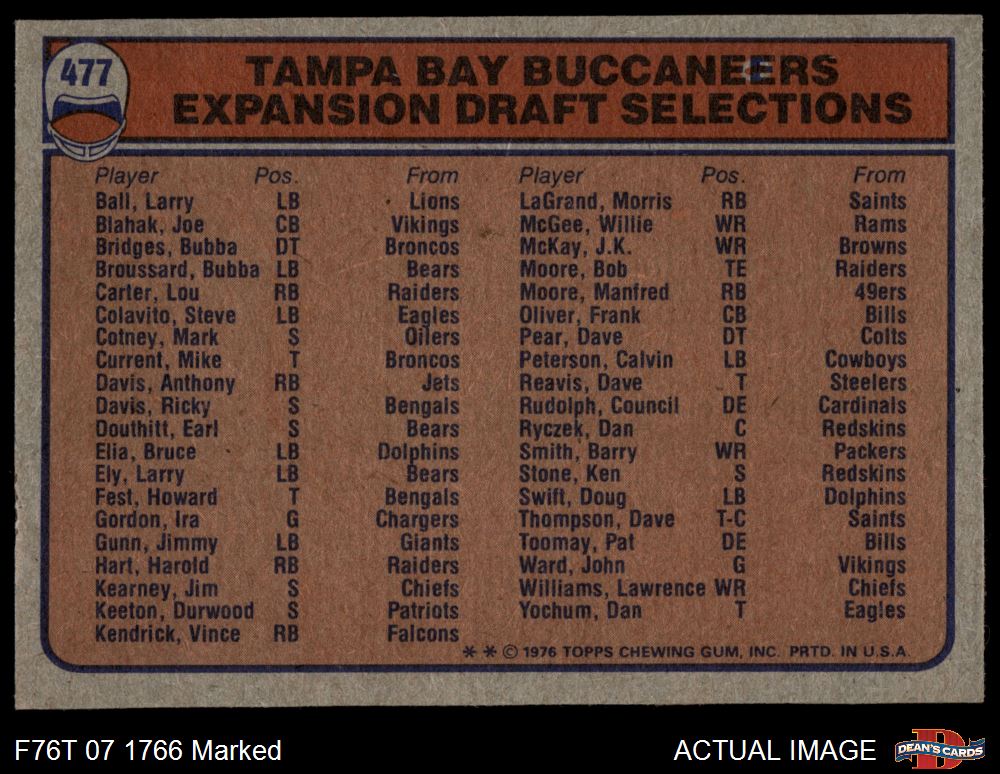 477
TAMPA BAY BUCCANEERS
EXPANSION DRAFT SELECTIONS
Player Pos. From
Ball, Larry LB Lions
Blahak, Joe CB Vikings
Bridges, Bubba DT Broncos
Broussard, Bubba LB Bears
Carter, Lou RB Raiders
Colavito, Steve LB Eagles
Cotney, Mark S Oilers
Current, Mike T Broncos
Davis, Anthony RB Jets
Davis, Ricky S Bengals
Douthitt, Earl S Bears
Elia, Bruce LB Dolphins
Ely, Larry LB Bears
Fest, Howard T Bengals
Gordon, Ira G Chargers
Gunn, Jimmy LB Giants
Hart, Harold RB Raiders
Kearney, Jim S Chiefs
Keeton, Durwood S Patriots
Kendrick, Vince RB Falcons
Player Pos. From
LaGrand, Morris RB Saints
McGee, Willie WR Rams
McKay, J.K. WR Browns
Moore, Bob TE Raiders
Moore, Manfred RB 49ers
Oliver, Frank CB Bills
Pear, Dave DT Colts
Peterson, Calvin LB Cowboys
Reavis, Dave T Steelers
Rudolph, Council DE Cardinals
Ryczek, Dan C Redskins
Smith, Barry WR Packers
Stone, Ken S Redskins
Swift, Doug LB Dolphins
Thompson, Dave T-C Saints
Toomay, Pat DE Bills
Ward, John G Vikings
Williams, Lawrence WR Chiefs
Yochum, Dan T Eagles
* * © 1976 TOPPS CHEWING GUM, INC. PRTD. IN U.S.A.
F76T 07 1766 Marked
ACTUAL IMAGE
DEAN'S CARDS